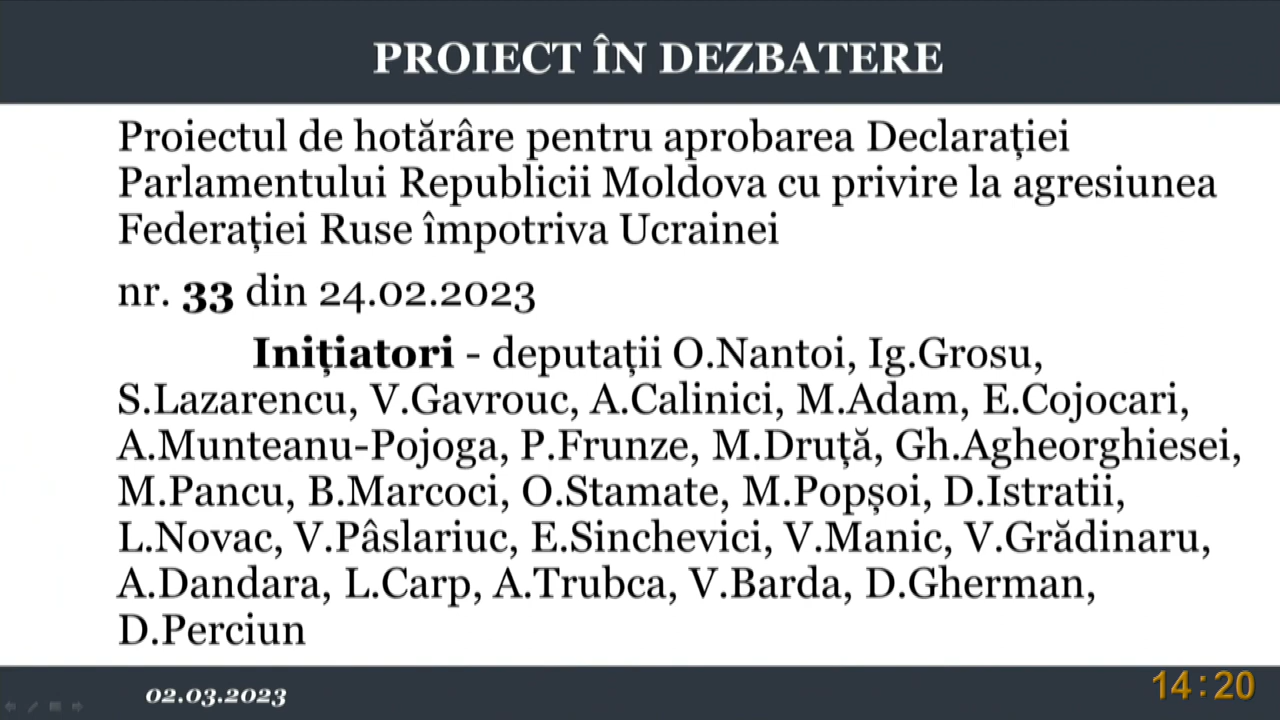 PROIECT ÎN DEZBATERE
Proiectul de hotărâre pentru aprobarea Declarației
Parlamentului Republicii Moldova cu privire la agresiunea
Federației Ruse împotriva Ucrainei
nr. 33 din 24.02.2023
Inițiatori - deputații O.Nantoi, Ig.Grosu,
S.Lazarencu, V.Gavrouc, A.Calinici, M.Adam, E.Cojocari,
A.Munteanu-Pojoga, P.Frunze, M.Druță, Gh.Agheorghiesei,
M.Pancu, B.Marcoci, O.Stamate, M.Popșoi, D.Istratii,
L.Novac, V.Pâslariuc, E.Sinchevici, V.Manic, V.Grădinaru,
A.Dandara, L.Carp, A.Trubca, V.Barda, D.Gherman,
D.Perciun
02.03.2023
14:20